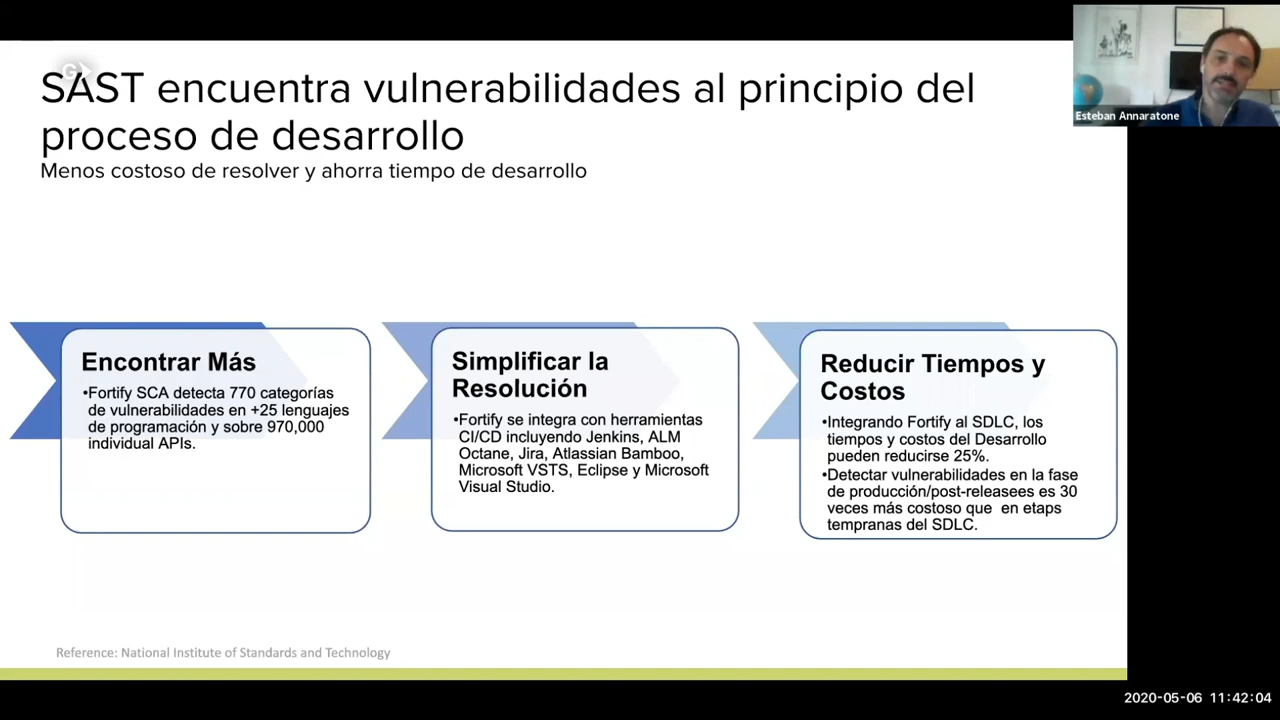 SAST encuentra vulnerabilidades al principio del
proceso de desarrollo
Menos costoso de resolver y ahorra tiempo de desarrollo
Esteban Annaratone
Encontrar Más
•Fortify SCA detecta 770 categorías
de vulnerabilidades en +25 lenguajes
de programación y sobre 970,000
individual APIs.
Simplificar la
Resolución
•Fortify se integra con herramientas
CI/CD incluyendo Jenkins, ALM
Octane, Jira, Atlassian Bamboo,
Microsoft VSTS, Eclipse y Microsoft
Visual Studio.
Reducir Tiempos y
Costos
•Integrando Fortify al SDLC, los
tiempos y costos del Desarrollo
pueden reducirse 25%.
•Detectar vulnerabilidades en la fase
de producción/post-releasees es 30
veces más costoso que en etaps
tempranas del SDLC.
Reference: National Institute of Standards and Technology
2020-05-06 11:42:04